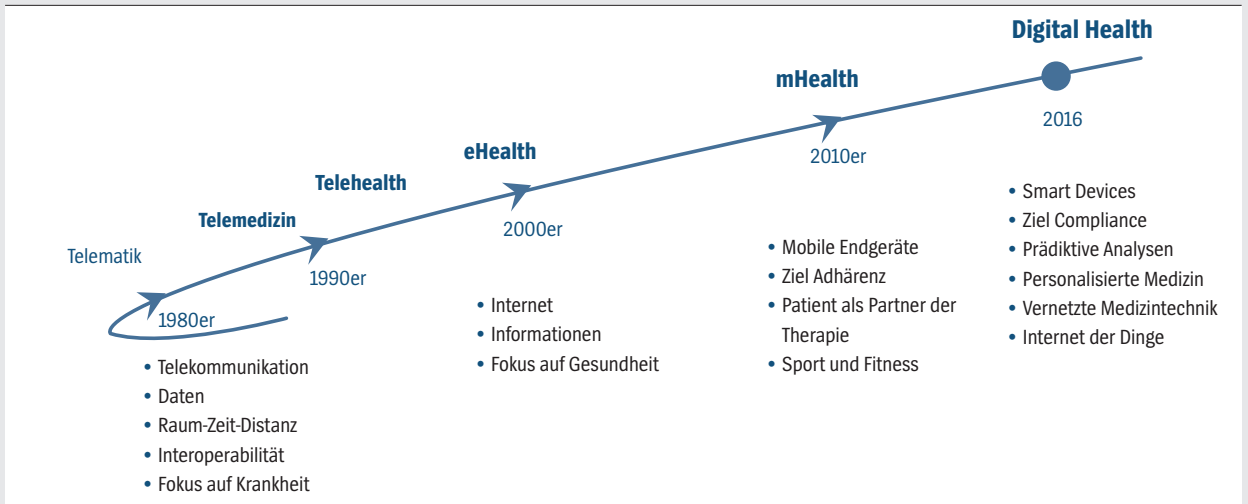 Telematik
1980er
• Telekommunikation
• Daten
• Raum-Zeit-Distanz
• Interoperabilität
• Fokus auf Krankheit
Telemedizin
1990er
Telehealth
eHealth
2000er
• Internet
• Informationen
• Fokus auf Gesundheit
mHealth
2010er
• Mobile Endgeräte
• Ziel Adhärenz
• Patient als Partner der
Therapie
• Sport und Fitness
Digital Health
2016
• Smart Devices
• Ziel Compliance
• Prädiktive Analysen
• Personalisierte Medizin
• Vernetzte Medizintechnik
• Internet der Dinge